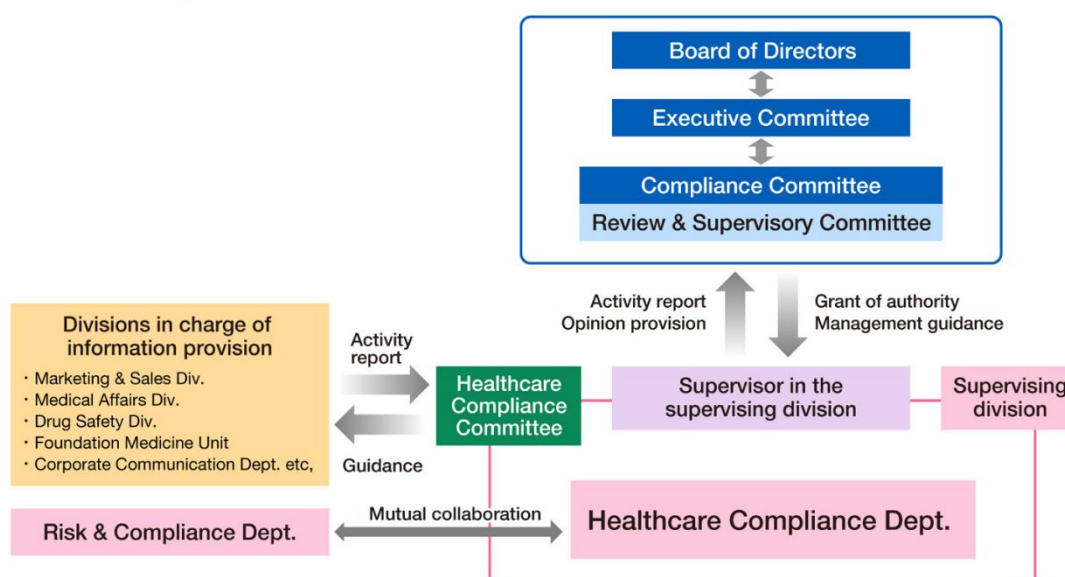 Board of Directors
Executive Committee
Compliance Committee
Review & Supervisory Committee
Activity report
Opinion provision
Grant of authority
Management guidance
Divisions in charge of
information provision
・Marketing & Sales Div.
・Medical Affairs Div.
・Drug Safety Div.
・Foundation Medicine Unit
・Corporate Communication Dept. etc,
Activity
report
Guidance
Healthcare
Compliance
Committee
Supervisor in the
supervising division
Supervising
division
Risk & Compliance Dept.
Mutual collaboration
Healthcare Compliance Dept.